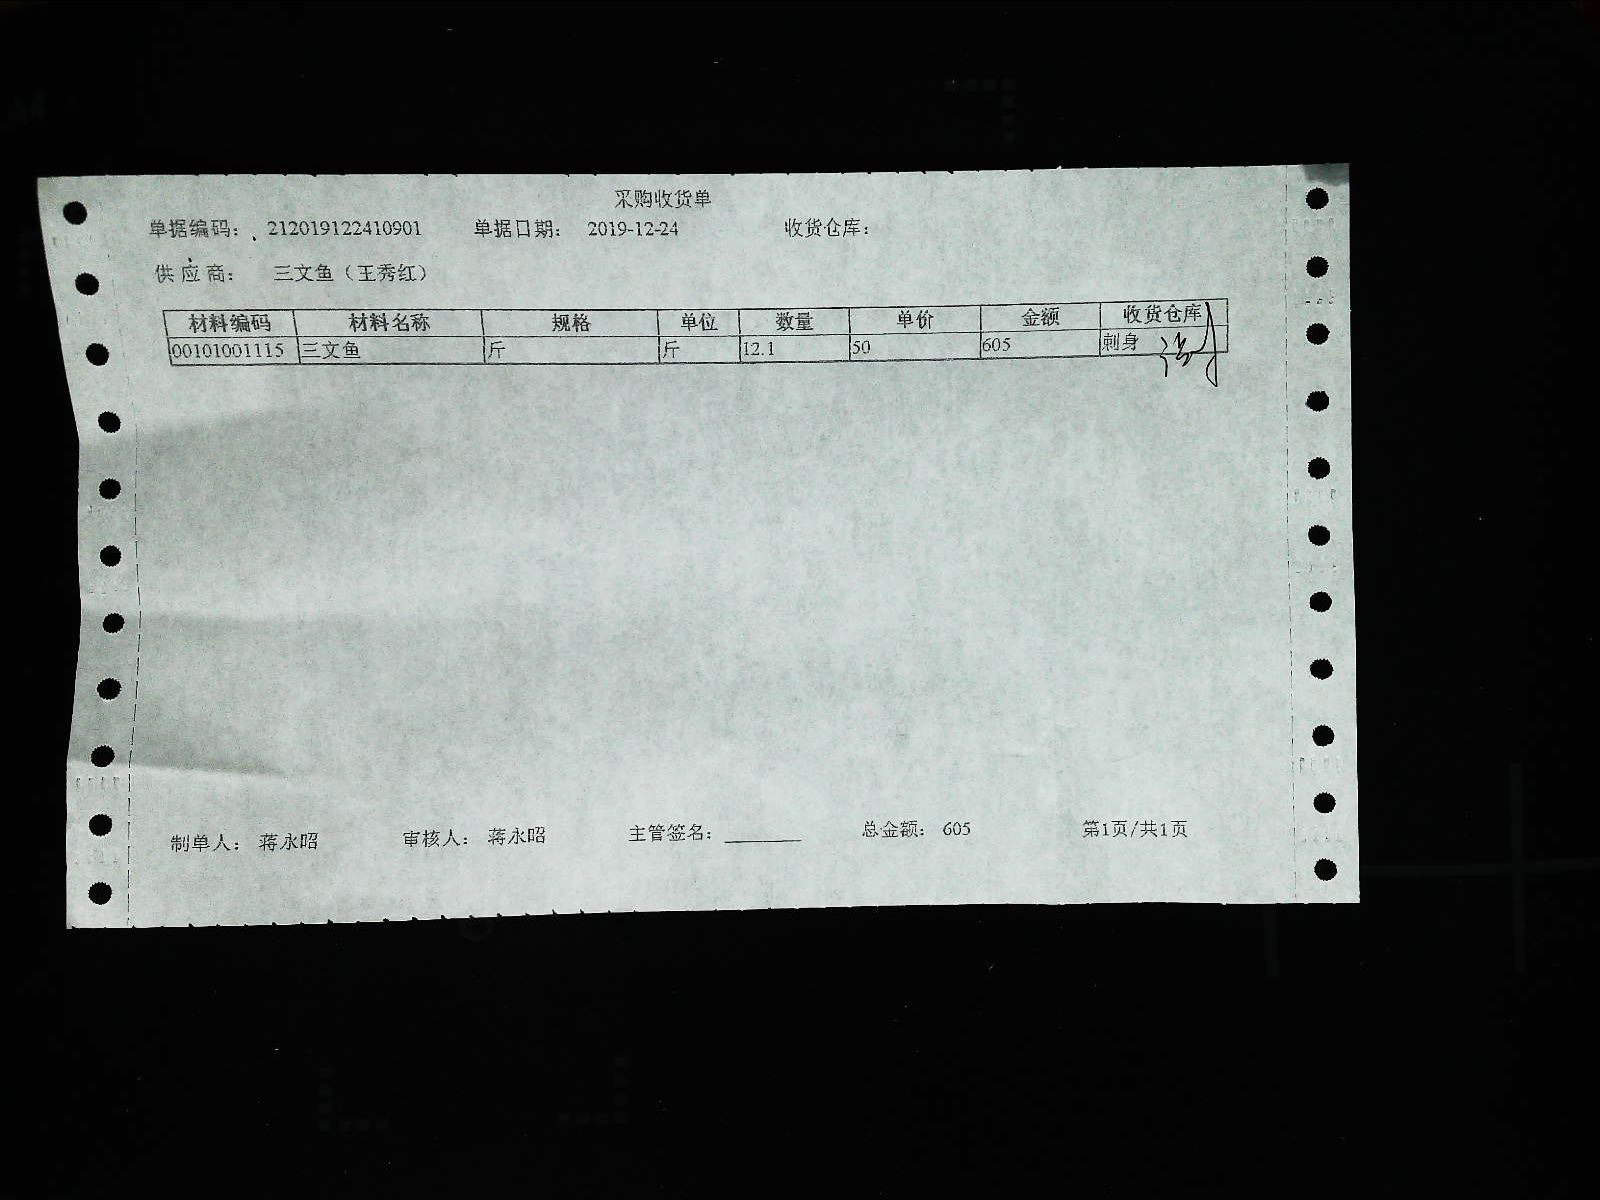 采购收货单
单据编码： 212019122410901 单据日期： 2019-12-24 收货仓库：
供应商： 三文鱼（王秀红）
材料编码 材料名称 规格 单位 数量 单价 金额 收货仓库
00101001115 三文鱼 斤 斤 12.1 50 605 刺身
制单人： 蒋永昭 审核人： 蒋永昭 主管签名： 总金额： 605 第1页/共1页